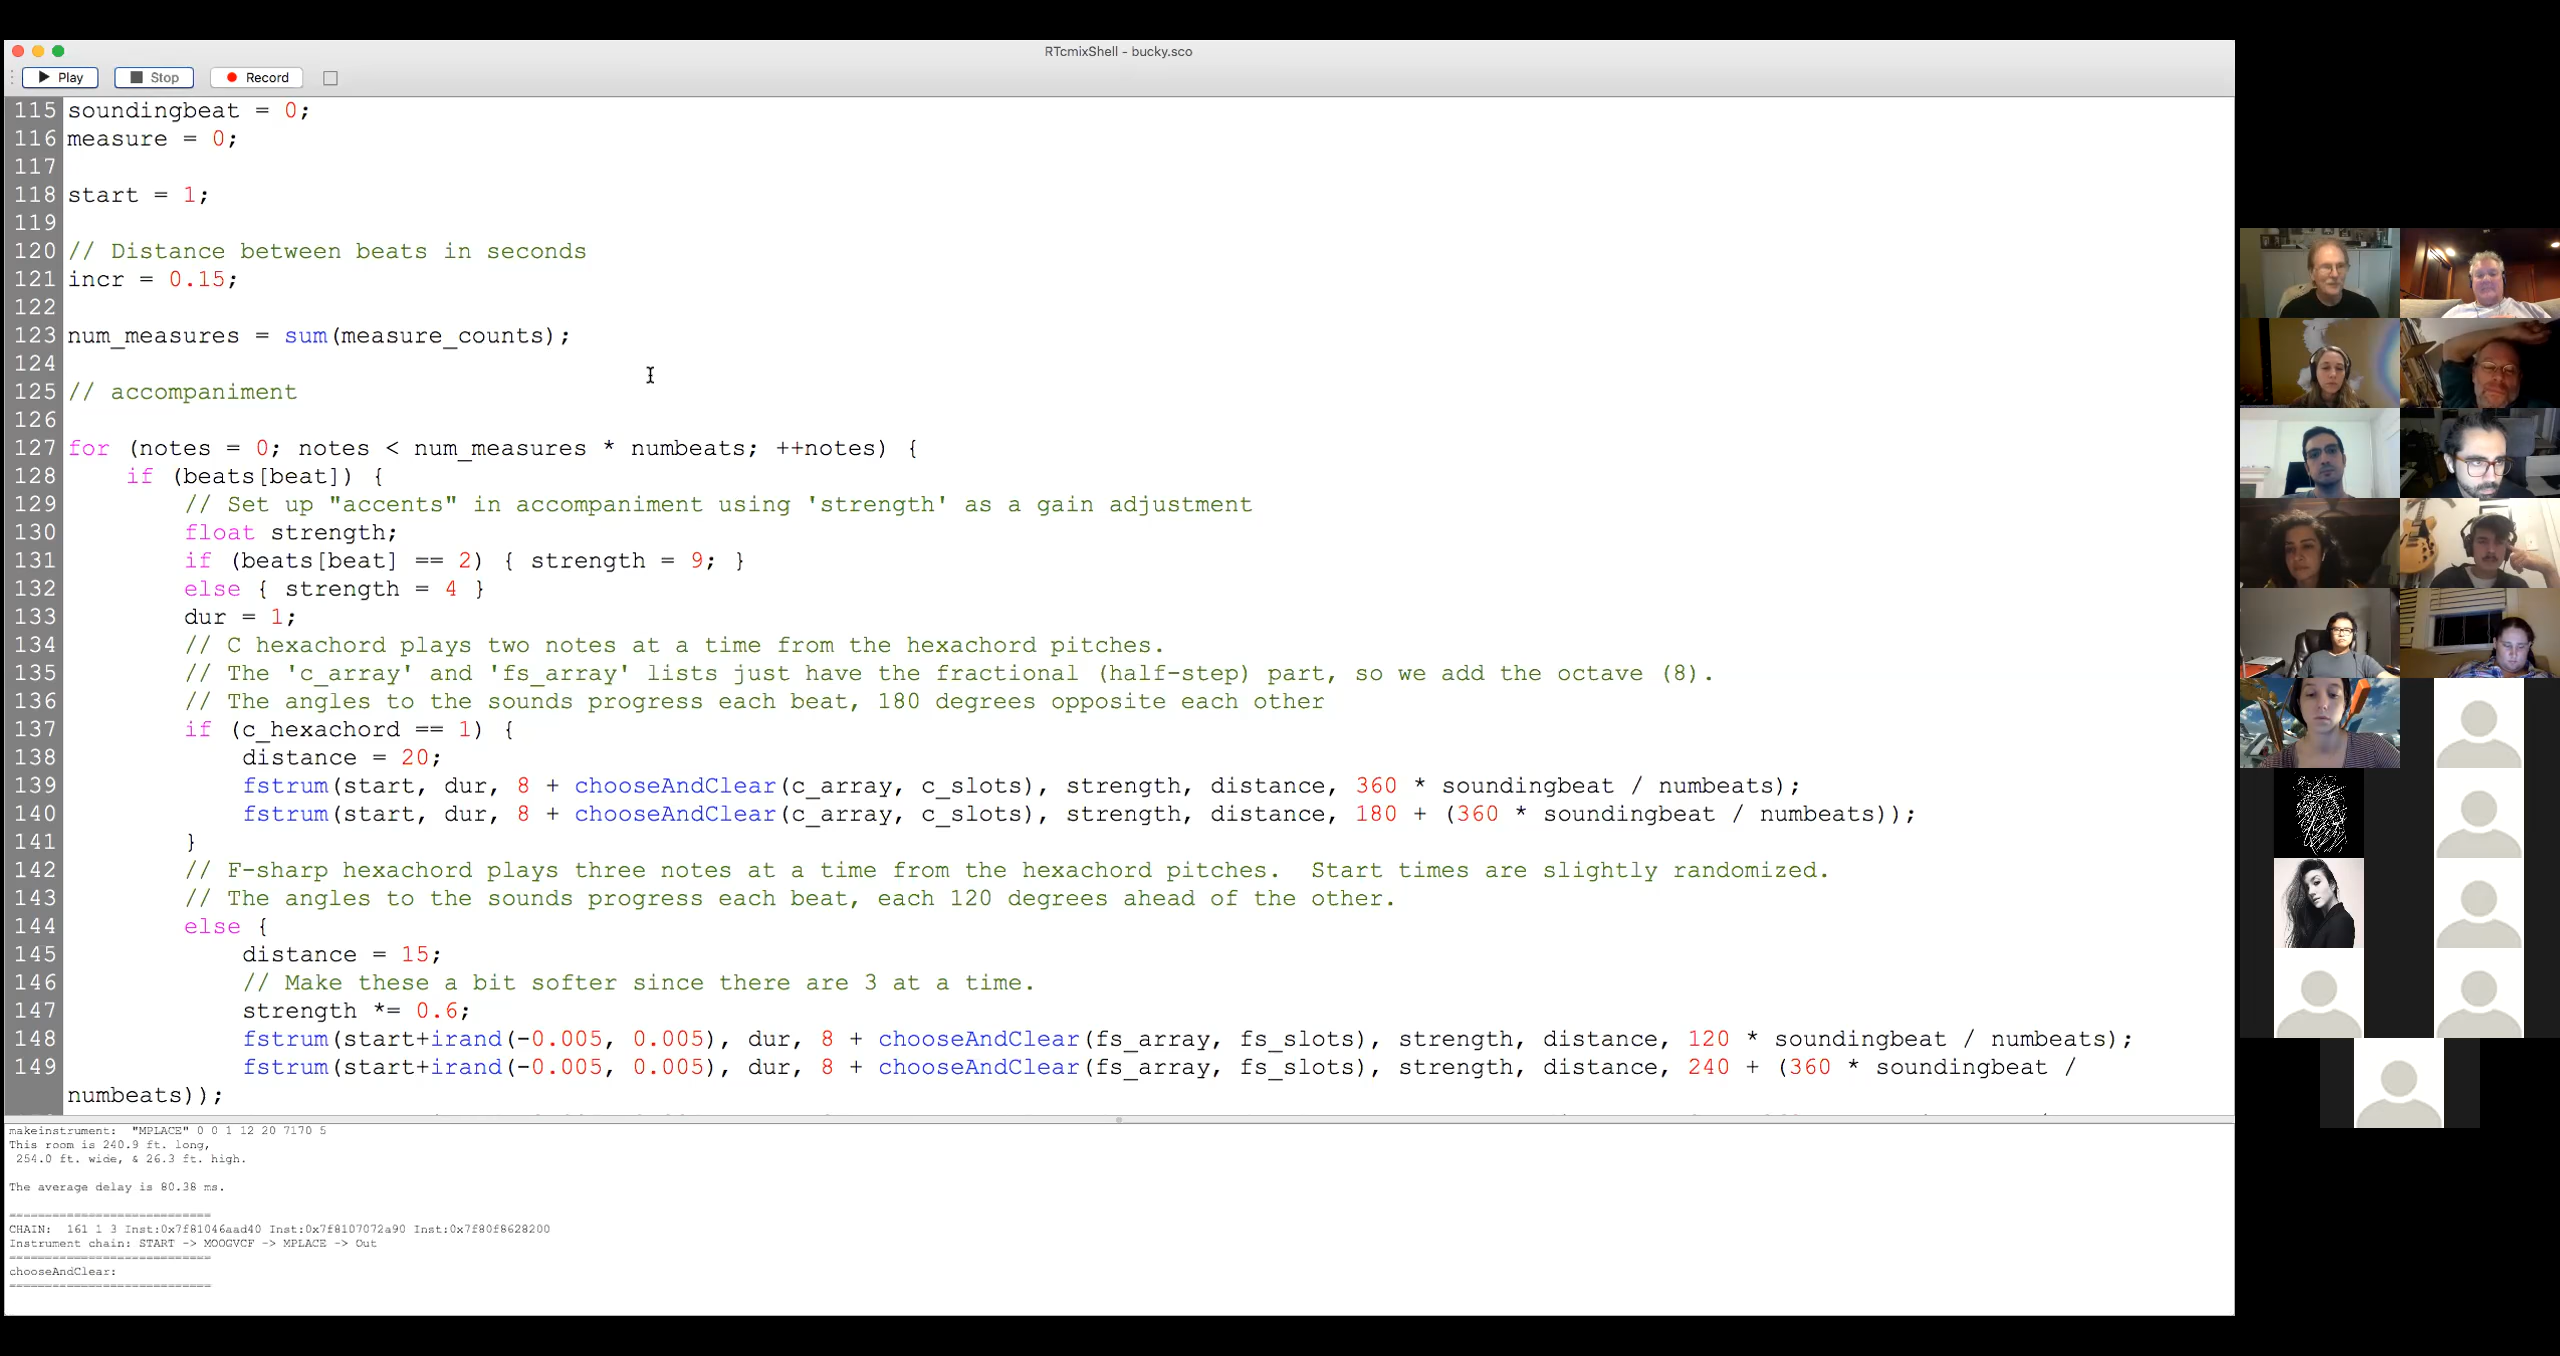 RTcmixShell - bucky.sco
Play Stop Record
115 soundingbeat = 0;
116 measure = 0;
117
118 start = 1;
119
120 // Distance between beats in seconds
121 incr = 0.15;
122
123 num_measures = sum(measure_counts);
124
125 // accompaniment
126
127 for (notes = 0; notes < num_measures * numbeats; ++notes) {
128     if (beats[beat]) {
129         // Set up "accents" in accompaniment using 'strength' as a gain adjustment
130         float strength;
131         if (beats[beat] == 2) { strength = 9; }
132         else { strength = 4 }
133         dur = 1;
134         // C hexachord plays two notes at a time from the hexachord pitches.
135         // The 'c_array' and 'fs_array' lists just have the fractional (half-step) part, so we add the octave (8).
136         // The angles to the sounds progress each beat, 180 degrees opposite each other
137         if (c_hexachord == 1) {
138             distance = 20;
139             fstrum(start, dur, 8 + chooseAndClear(c_array, c_slots), strength, distance, 360 * soundingbeat / numbeats);
140             fstrum(start, dur, 8 + chooseAndClear(c_array, c_slots), strength, distance, 180 + (360 * soundingbeat / numbeats));
141         }
142         // F-sharp hexachord plays three notes at a time from the hexachord pitches.  Start times are slightly randomized.
143         // The angles to the sounds progress each beat, each 120 degrees ahead of the other.
144         else {
145             distance = 15;
146             // Make these a bit softer since there are 3 at a time.
147             strength *= 0.6;
148             fstrum(start+irand(-0.005, 0.005), dur, 8 + chooseAndClear(fs_array, fs_slots), strength, distance, 120 * soundingbeat / numbeats);
149             fstrum(start+irand(-0.005, 0.005), dur, 8 + chooseAndClear(fs_array, fs_slots), strength, distance, 240 + (360 * soundingbeat /
numbeats));
makeinstrument:  "MPLACE" 0 0 1 12 20 7170 5
This room is 240.9 ft. long,
 254.0 ft. wide, & 26.3 ft. high.
The average delay is 80.38 ms.
============================
CHAIN:  161 1 3 Inst:0x7f81046aad40 Inst:0x7f8107072a90 Inst:0x7f80f8628200
Instrument chain: START -> MOOGVCF -> MPLACE -> Out
============================
chooseAndClear:
============================